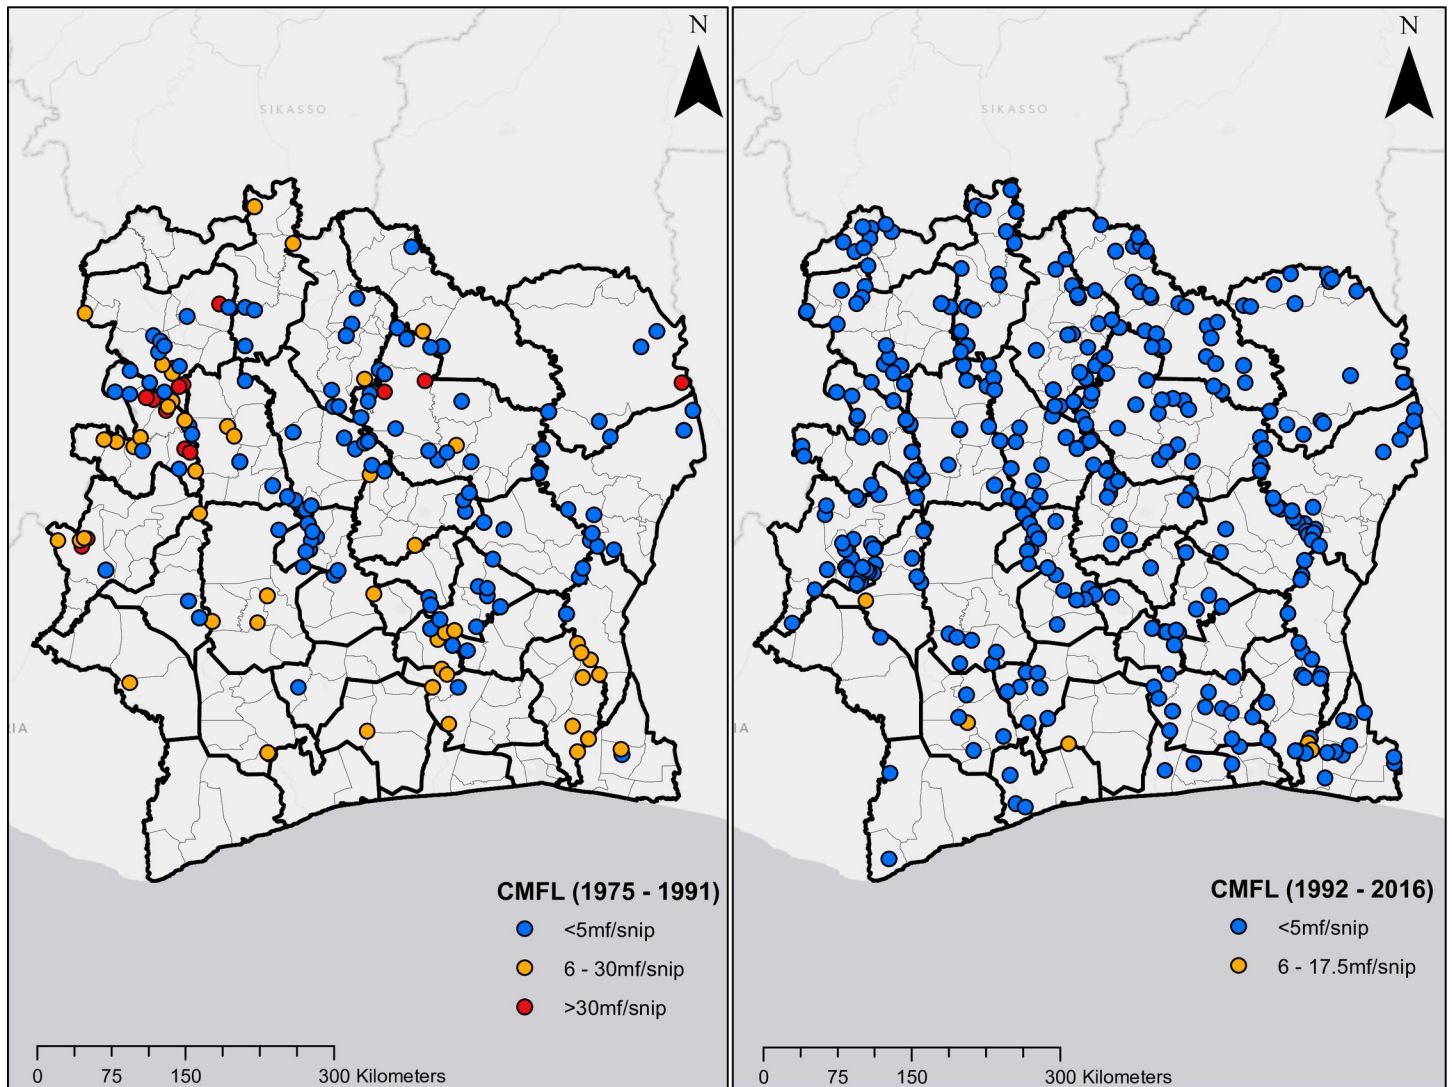 N
SIKASSO
CMFL (1975 - 1991)
<5mf/snip
6 - 30mf/snip
>30mf/snip
0 75 150 300 Kilometers
N
SIKASSO
IA
IA
CMFL (1992 - 2016)
<5mf/snip
6 - 17.5mf/snip
0 75 150 300 Kilometers